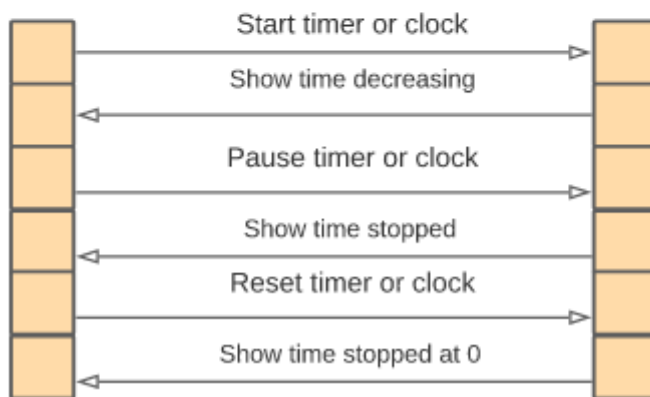 Start timer or clock
Show time decreasing
Pause timer or clock
Show time stopped
Reset timer or clock
Show time stopped at 0